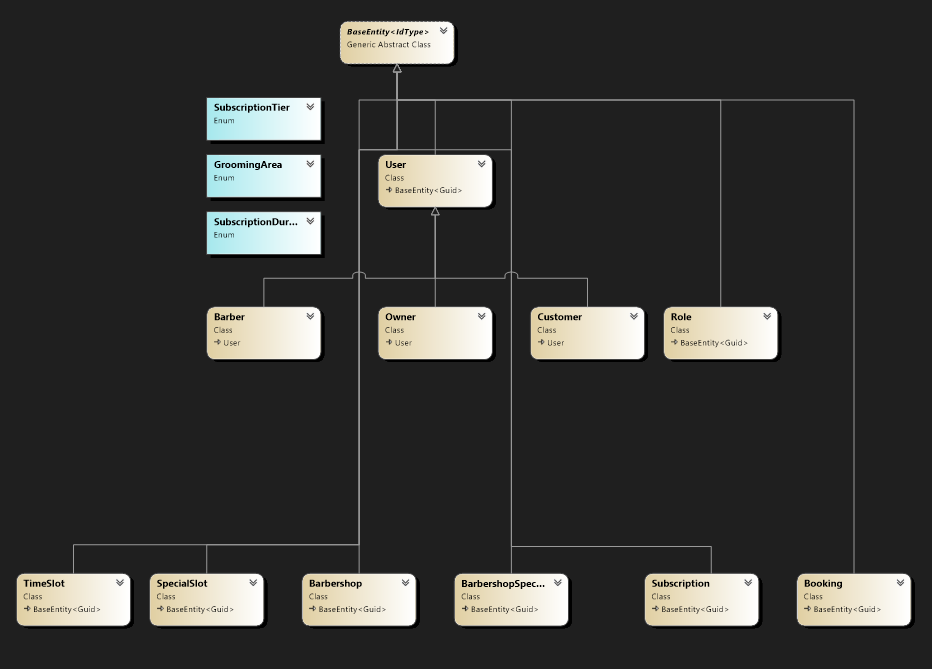 BaseEntity<IdType>
Generic Abstract Class
SubscriptionTier
Enum
GroomingArea
Enum
SubscriptionDur...
Enum
User
Class
BaseEntity<Guid>
Barber
Class
User
Owner
Class
User
Customer
Class
User
Role
Class
BaseEntity<Guid>
TimeSlot
Class
BaseEntity<Guid>
SpecialSlot
Class
BaseEntity<Guid>
Barbershop
Class
BaseEntity<Guid>
BarbershopSpec...
Class
BaseEntity<Guid>
Subscription
Class
BaseEntity<Guid>
Booking
Class
BaseEntity<Guid>